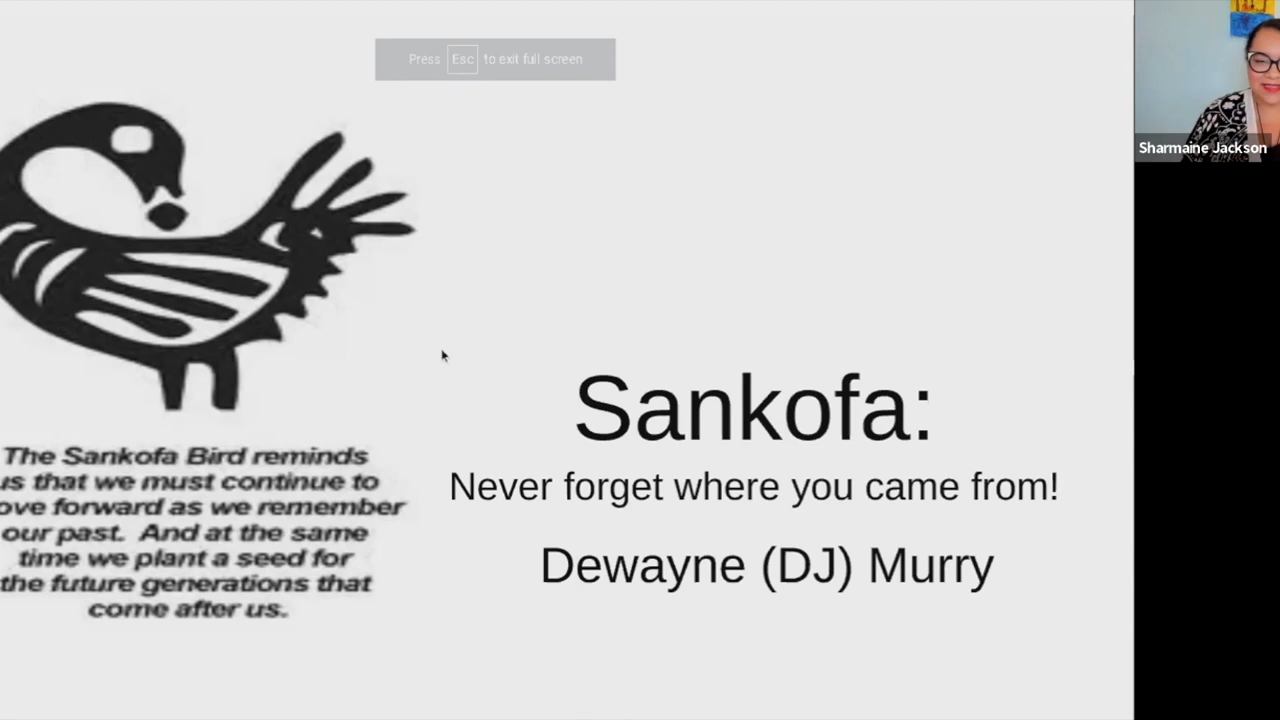 Press Esc to exit full screen
Sharmaine Jackson
Sankofa:
Never forget where you came from!
Dewayne (DJ) Murry
The Sankofa Bird reminds
us that we must continue to
ove forward as we remember
our past. And at the same
time we plant a seed for
the future generations that
come after us.